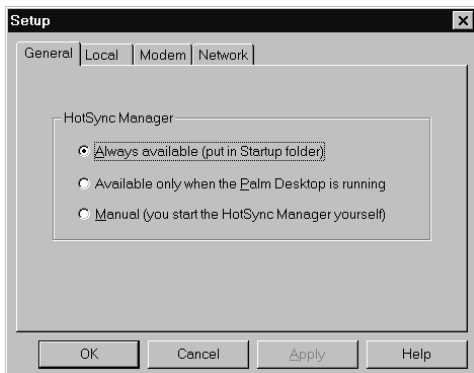 Setup
General Local Modem Network
HotSync Manager
Always available (put in Startup folder)
Available only when the Palm Desktop is running
Manual (you start the HotSync Manager yourself)
OK Cancel Apply Help